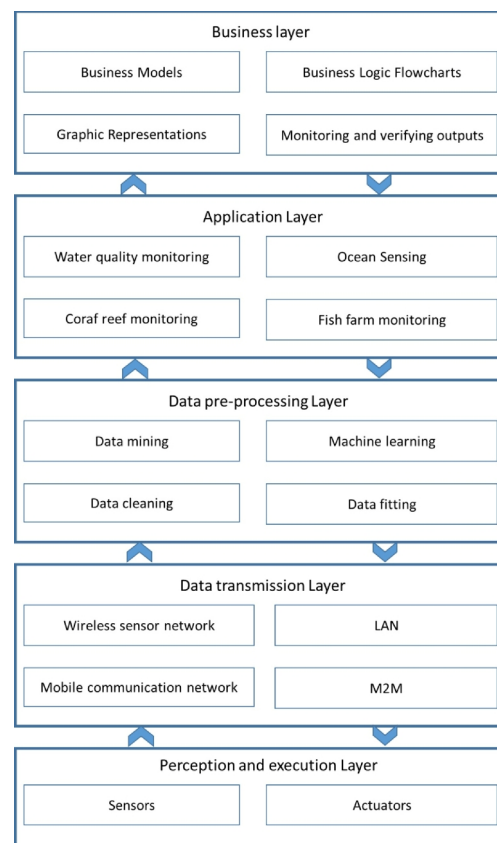 Business layer
Business Models
Business Logic Flowcharts
Graphic Representations
Monitoring and verifying outputs
Application Layer
Water quality monitoring
Ocean Sensing
Coraf reef monitoring
Fish farm monitoring
Data pre-processing Layer
Data mining
Machine learning
Data cleaning
Data fitting
Data transmission Layer
Wireless sensor network
LAN
Mobile communication network
M2M
Perception and execution Layer
Sensors
Actuators